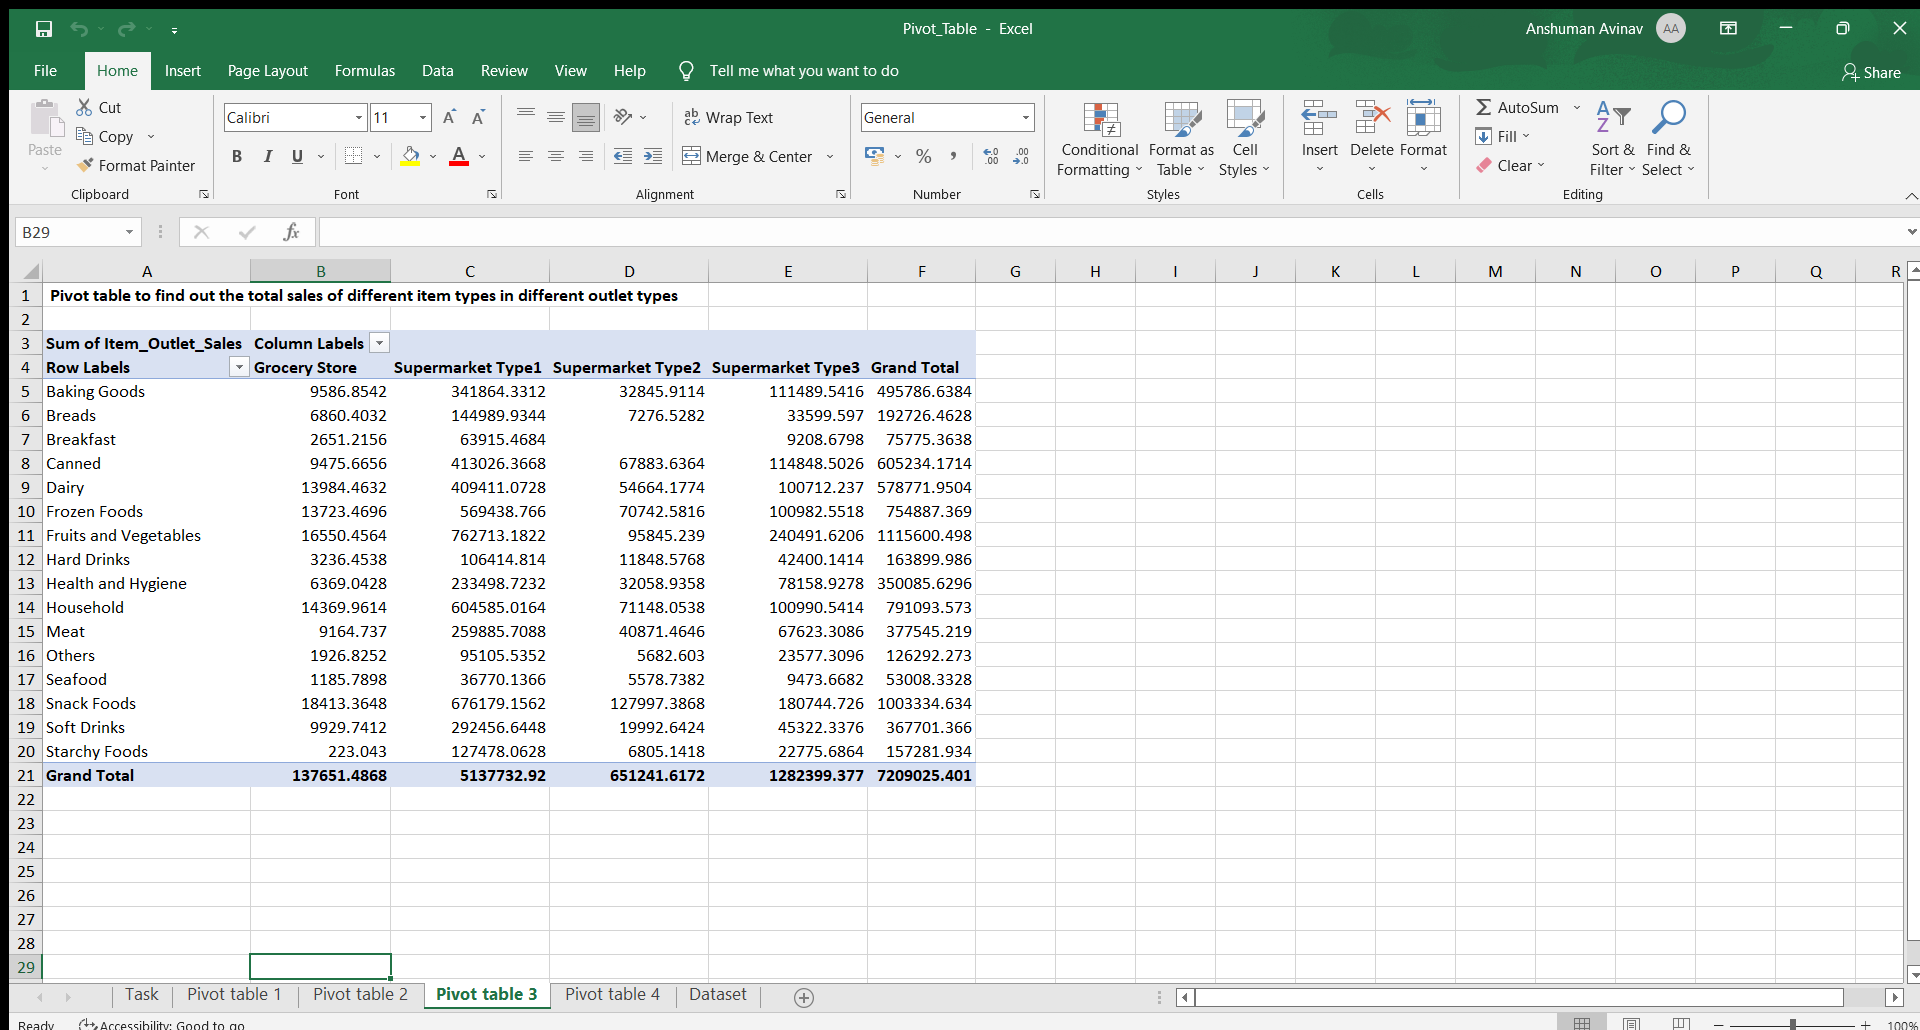 Pivot_Table - Excel
Anshuman Avinav AA
File Home Insert Page Layout Formulas Data Review View Help Tell me what you want to do Share
Paste Cut Copy Format Painter
Clipboard
Calibri 11 A A
B I U A
Font
ab Wrap Text
Merge & Center
Alignment
General
% , .00
Number
Conditional Formatting Format as Table Cell Styles
Styles
Insert Delete Format
Cells
AutoSum Fill Clear
Sort & Filter Find & Select
Editing
B29 fx
A B C D E F G H I J K L M N O P Q R
1 Pivot table to find out the total sales of different item types in different outlet types
2
3 Sum of Item_Outlet_Sales Column Labels
4 Row Labels Grocery Store Supermarket Type1 Supermarket Type2 Supermarket Type3 Grand Total
5 Baking Goods 9586.8542 341864.3312 32845.9114 111489.5416 495786.6384
6 Breads 6860.4032 144989.9344 7276.5282 33599.597 192726.4628
7 Breakfast 2651.2156 63915.4684 9208.6798 75775.3638
8 Canned 9475.6656 413026.3668 67883.6364 114848.5026 605234.1714
9 Dairy 13984.4632 409411.0728 54664.1774 100712.237 578771.9504
10 Frozen Foods 13723.4696 569438.766 70742.5816 100982.5518 754887.369
11 Fruits and Vegetables 16550.4564 762713.1822 95845.239 240491.6206 1115600.498
12 Hard Drinks 3236.4538 106414.814 11848.5768 42400.1414 163899.986
13 Health and Hygiene 6369.0428 233498.7232 32058.9358 78158.9278 350085.6296
14 Household 14369.9614 604585.0164 71148.0538 100990.5414 791093.573
15 Meat 9164.737 259885.7088 40871.4646 67623.3086 377545.219
16 Others 1926.8252 95105.5352 5682.603 23577.3096 126292.273
17 Seafood 1185.7898 36770.1366 5578.7382 9473.6682 53008.3328
18 Snack Foods 18413.3648 676179.1562 127997.3868 180744.726 1003334.634
19 Soft Drinks 9929.7412 292456.6448 19992.6424 45322.3376 367701.366
20 Starchy Foods 223.043 127478.0628 6805.1418 22775.6864 157281.934
21 Grand Total 137651.4868 5137732.92 651241.6172 1282399.377 7209025.401
22
23
24
25
26
27
28
29
Task Pivot table 1 Pivot table 2 Pivot table 3 Pivot table 4 Dataset
Ready Accessibility: Good to go 100%